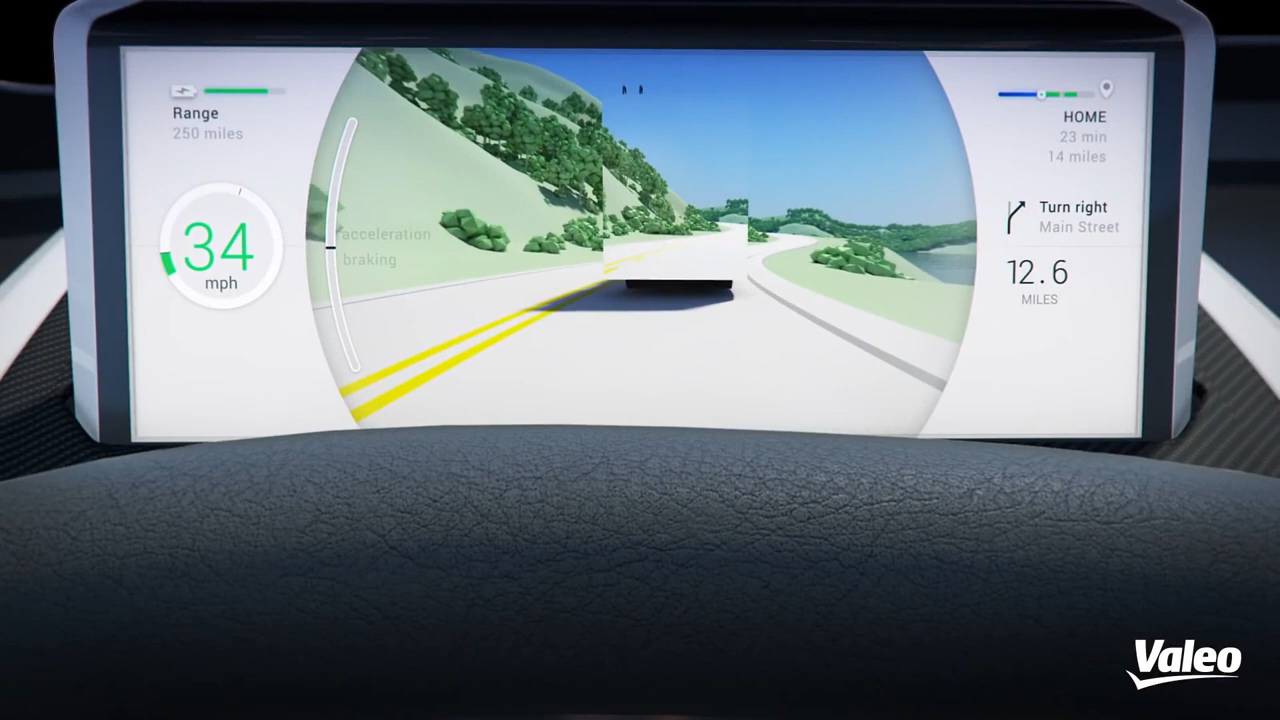 Range
250 miles
34
mph
acceleration
braking
HOME
23 min
14 miles
Turn right
Main Street
12.6
MILES
Valeo